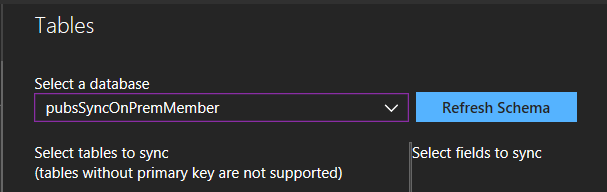 Tables
Select a database
pubsSyncOnPremMember
Refresh Schema
Select tables to sync
(tables without primary key are not supported)
Select fields to sync